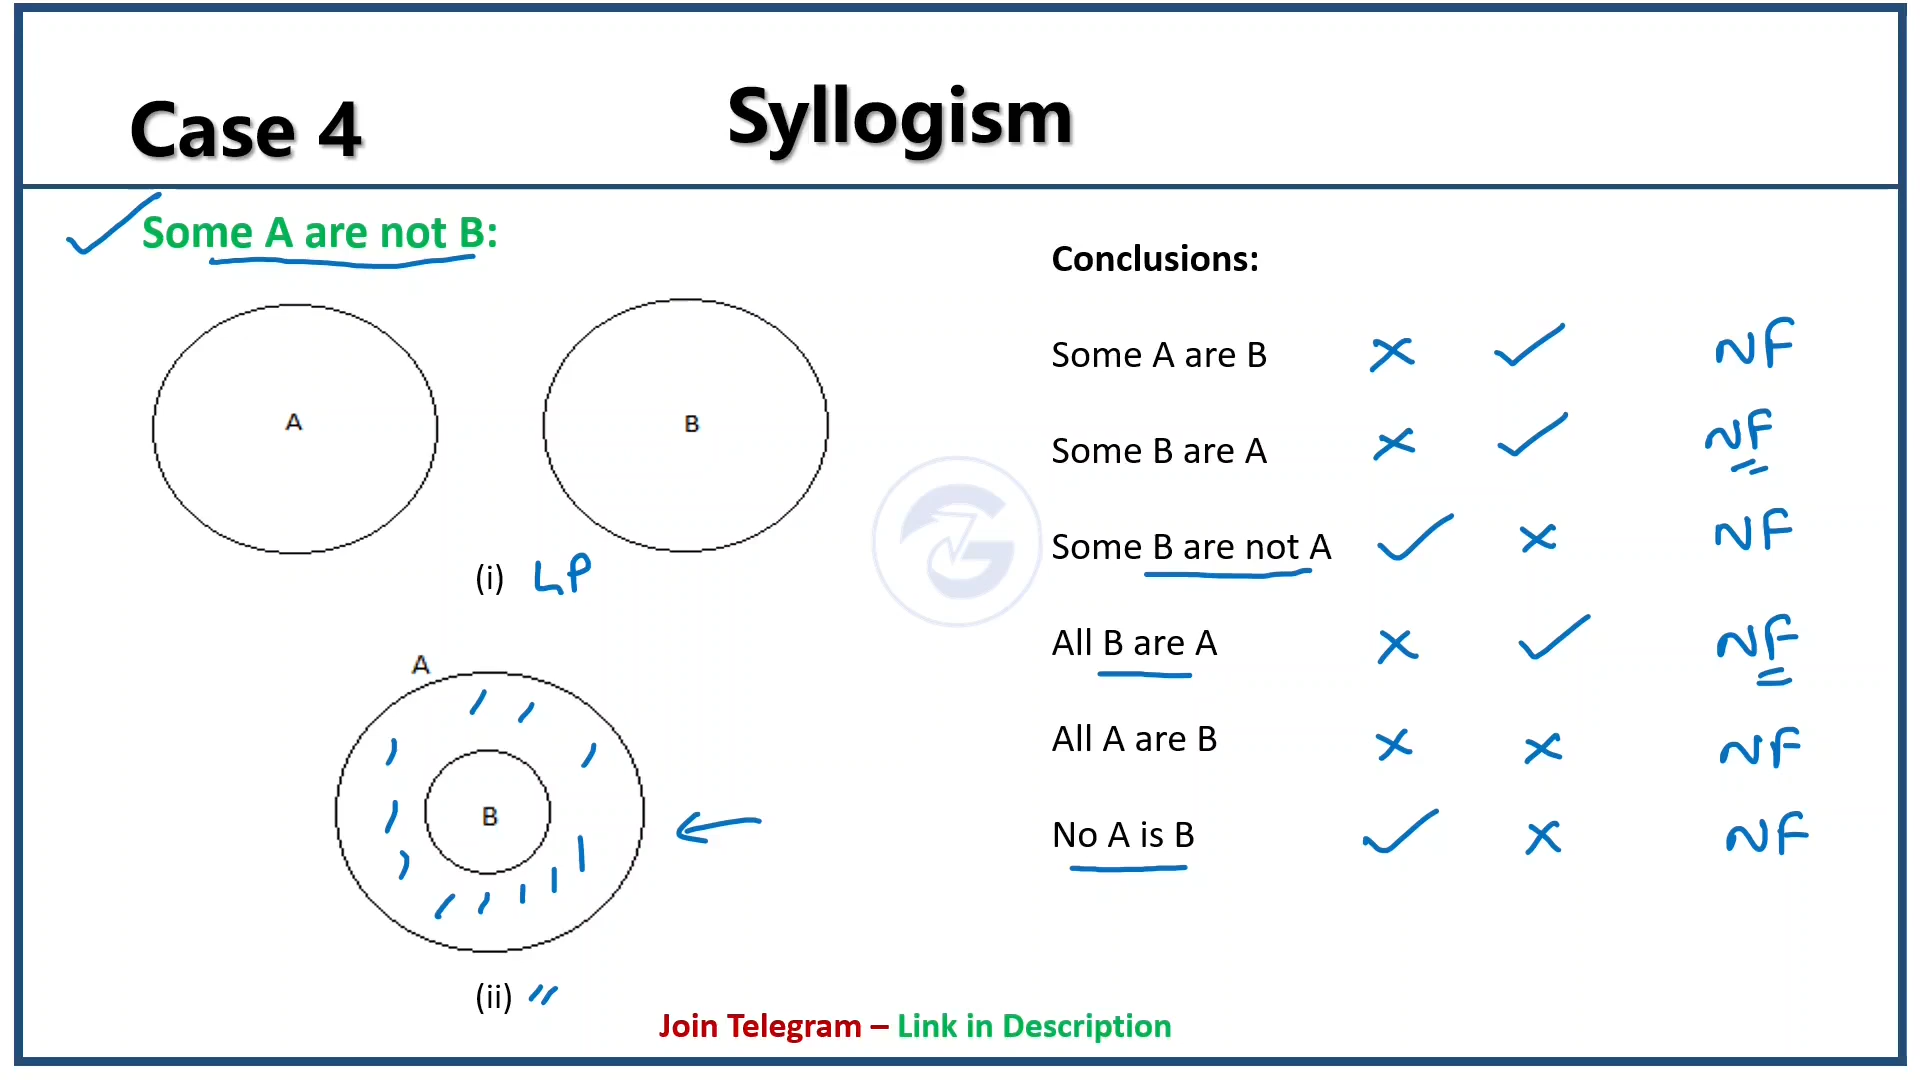 Case 4
Syllogism
Some A are not B:
A
B
(i) LP
A
B
(ii) "
Conclusions:
Some A are B × ✓ NF
Some B are A × ✓ NF
Some B are not A ✓ × NF
All B are A × ✓ NF
All A are B × × NF
No A is B ✓ × NF
Join Telegram – Link in Description